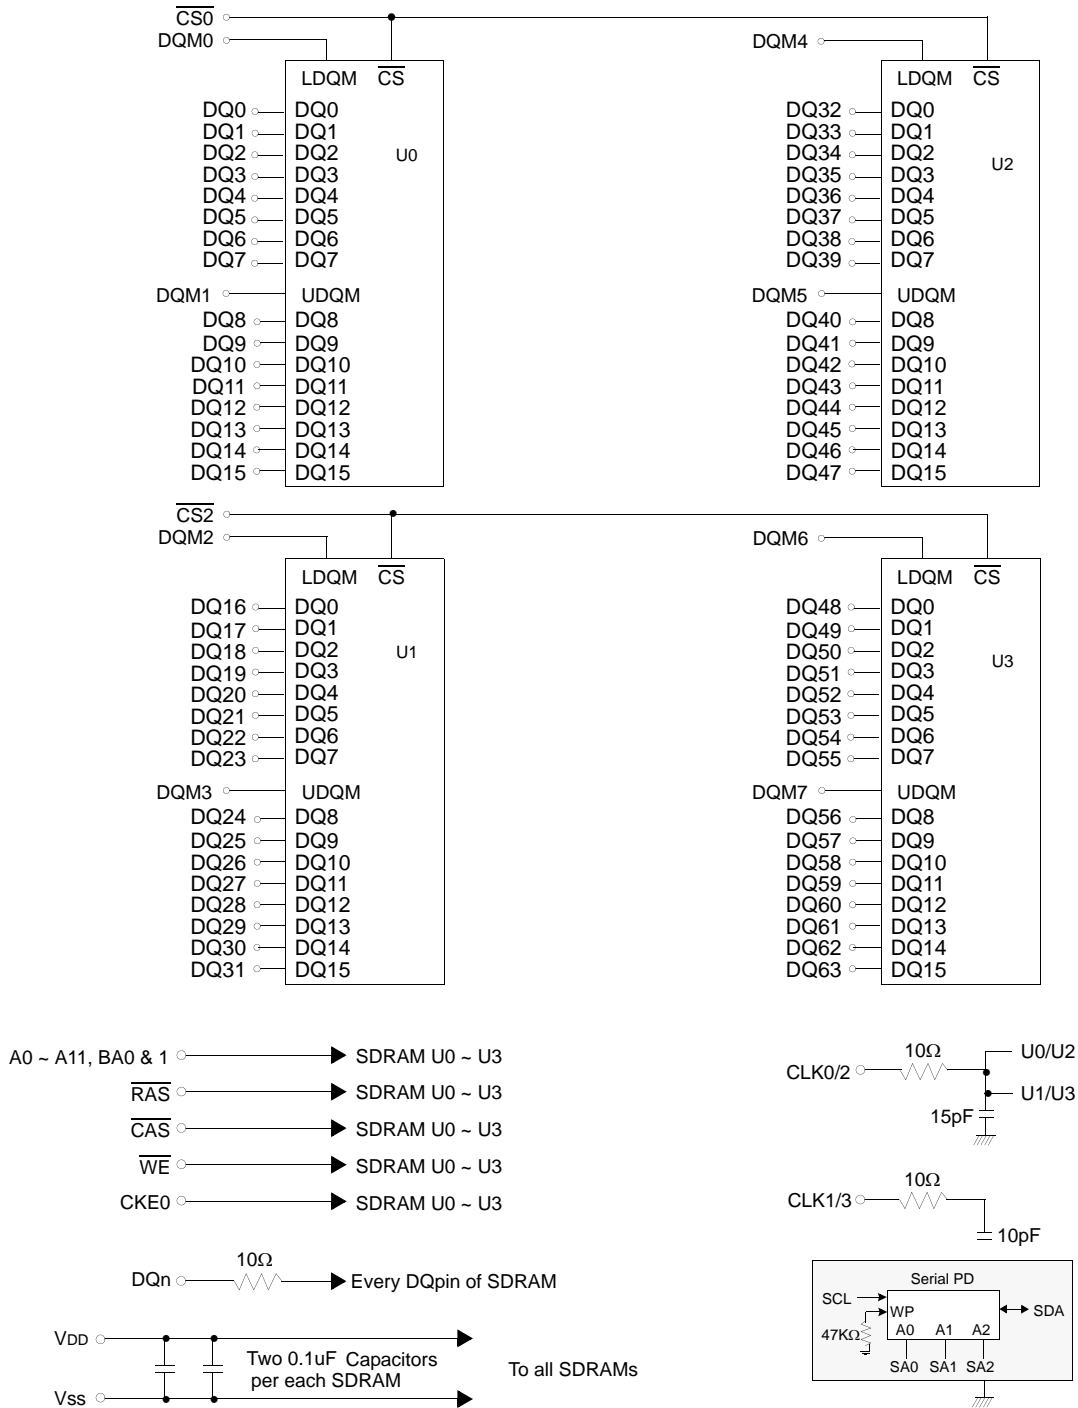 CS0
DQM0
DQM4
LDQM CS
LDQM CS
DQ0 DQ0
DQ1 DQ1
DQ2 DQ2
DQ3 DQ3
DQ4 DQ4
DQ5 DQ5
DQ6 DQ6
DQ7 DQ7
U0
DQM1 UDQM
DQ8 DQ8
DQ9 DQ9
DQ10 DQ10
DQ11 DQ11
DQ12 DQ12
DQ13 DQ13
DQ14 DQ14
DQ15 DQ15
DQ32 DQ0
DQ33 DQ1
DQ34 DQ2
DQ35 DQ3
DQ36 DQ4
DQ37 DQ5
DQ38 DQ6
DQ39 DQ7
U2
DQM5 UDQM
DQ40 DQ8
DQ41 DQ9
DQ42 DQ10
DQ43 DQ11
DQ44 DQ12
DQ45 DQ13
DQ46 DQ14
DQ47 DQ15
CS2
DQM2
DQM6
LDQM CS
LDQM CS
DQ16 DQ0
DQ17 DQ1
DQ18 DQ2
DQ19 DQ3
DQ20 DQ4
DQ21 DQ5
DQ22 DQ6
DQ23 DQ7
U1
DQM3 UDQM
DQ24 DQ8
DQ25 DQ9
DQ26 DQ10
DQ27 DQ11
DQ28 DQ12
DQ29 DQ13
DQ30 DQ14
DQ31 DQ15
DQ48 DQ0
DQ49 DQ1
DQ50 DQ2
DQ51 DQ3
DQ52 DQ4
DQ53 DQ5
DQ54 DQ6
DQ55 DQ7
U3
DQM7 UDQM
DQ56 DQ8
DQ57 DQ9
DQ58 DQ10
DQ59 DQ11
DQ60 DQ12
DQ61 DQ13
DQ62 DQ14
DQ63 DQ15
A0 ~ A11, BA0 & 1 SDRAM U0 ~ U3
RAS SDRAM U0 ~ U3
CAS SDRAM U0 ~ U3
WE SDRAM U0 ~ U3
CKE0 SDRAM U0 ~ U3
10Ω
DQn Every DQpin of SDRAM
VDD
Two 0.1uF Capacitors
per each SDRAM
To all SDRAMs
Vss
10Ω
U0/U2
CLK0/2
U1/U3
15pF
10Ω
CLK1/3
10pF
Serial PD
SCL
WP
SDA
47KΩ
A0 A1 A2
SA0 SA1 SA2